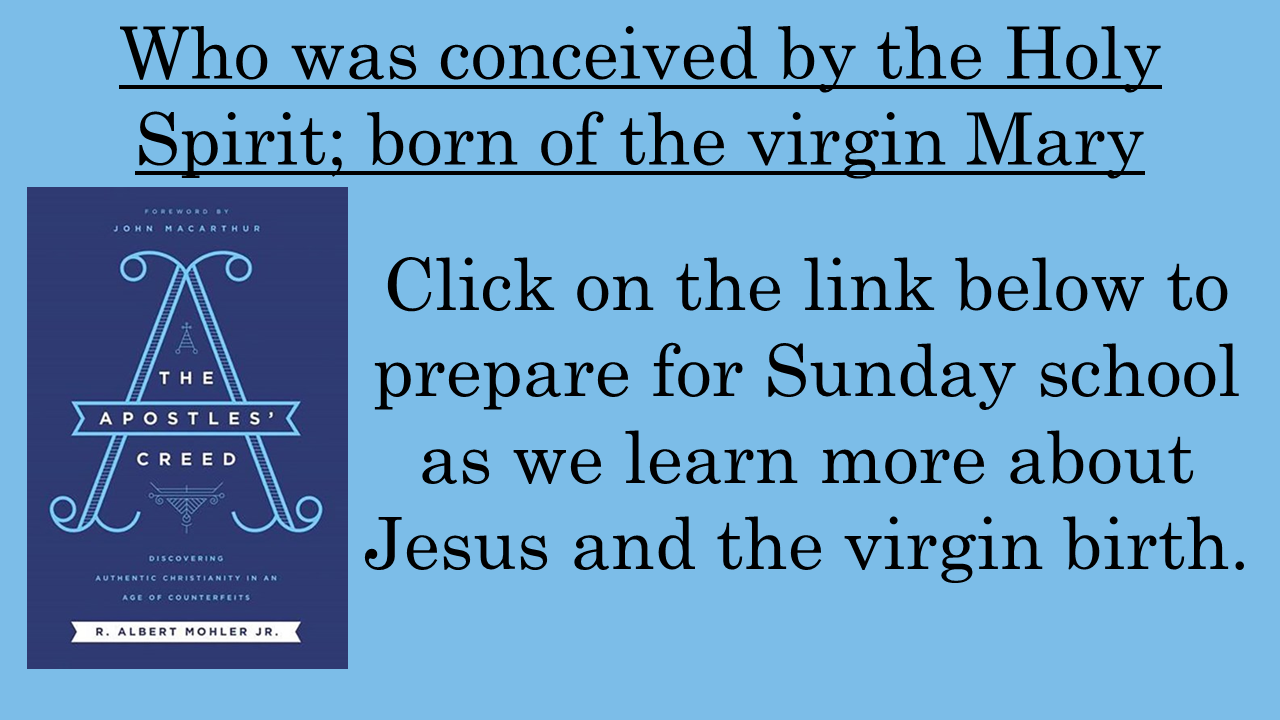 Who was conceived by the Holy
Spirit; born of the virgin Mary
FOREWORD BY
JOHN MACARTHUR
THE
APOSTLES'
CREED
DISCOVERING
AUTHENTIC CHRISTIANITY IN AN
AGE OF COUNTERFEITS
R. ALBERT MOHLER JR.
Click on the link below to
prepare for Sunday school
as we learn more about
Jesus and the virgin birth.